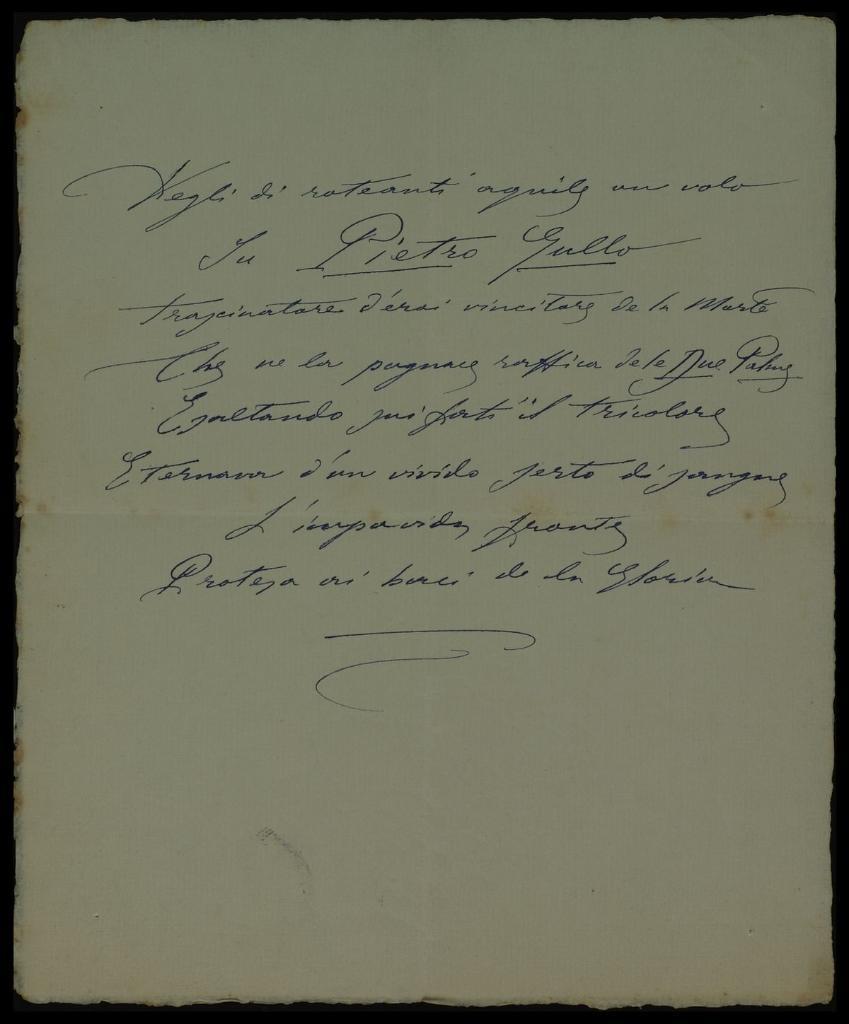 Vegli di roteanti aquile un volo
Su Pietro Gullo
Trascinatore d'eroi vincitore de la Morte
Che ne la pugnace raffica de le Due Palme
Esaltando sui forti il tricolore
Eternava d'un vivido serto di sangue
L'impavida fronte
Protesa ai baci de la Gloria